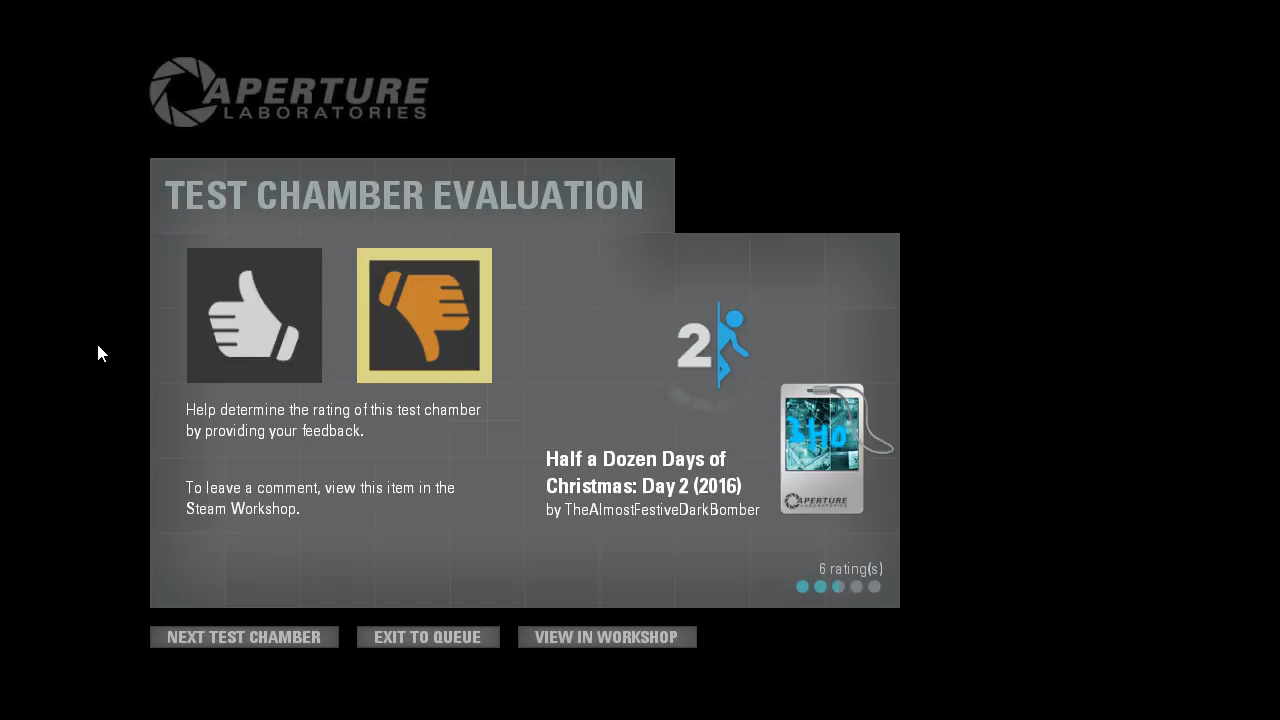 APERTURE
LABORATORIES
TEST CHAMBER EVALUATION
Help determine the rating of this test chamber
by providing your feedback.
To leave a comment, view this item in the
Steam Workshop.
2
Half a Dozen Days of
Christmas: Day 2 (2016)
by TheAlmostFestiveDarkBomber
APERTURE
LABORATORIES
6 rating(s)
NEXT TEST CHAMBER
EXIT TO QUEUE
VIEW IN WORKSHOP